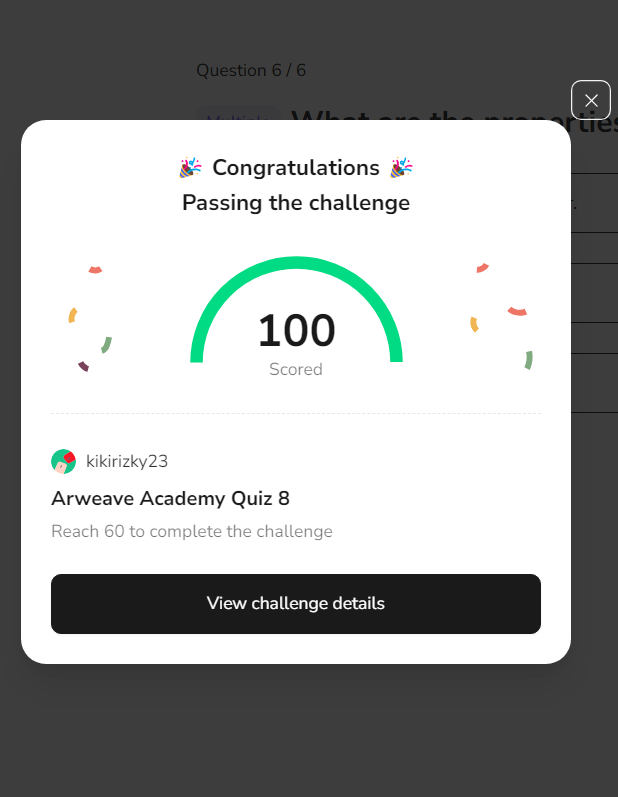 Question 6 / 6
Multiple What are the properties
🎉 Congratulations 🎉
Passing the challenge
100
Scored
kikirizky23
Arweave Academy Quiz 8
Reach 60 to complete the challenge
View challenge details